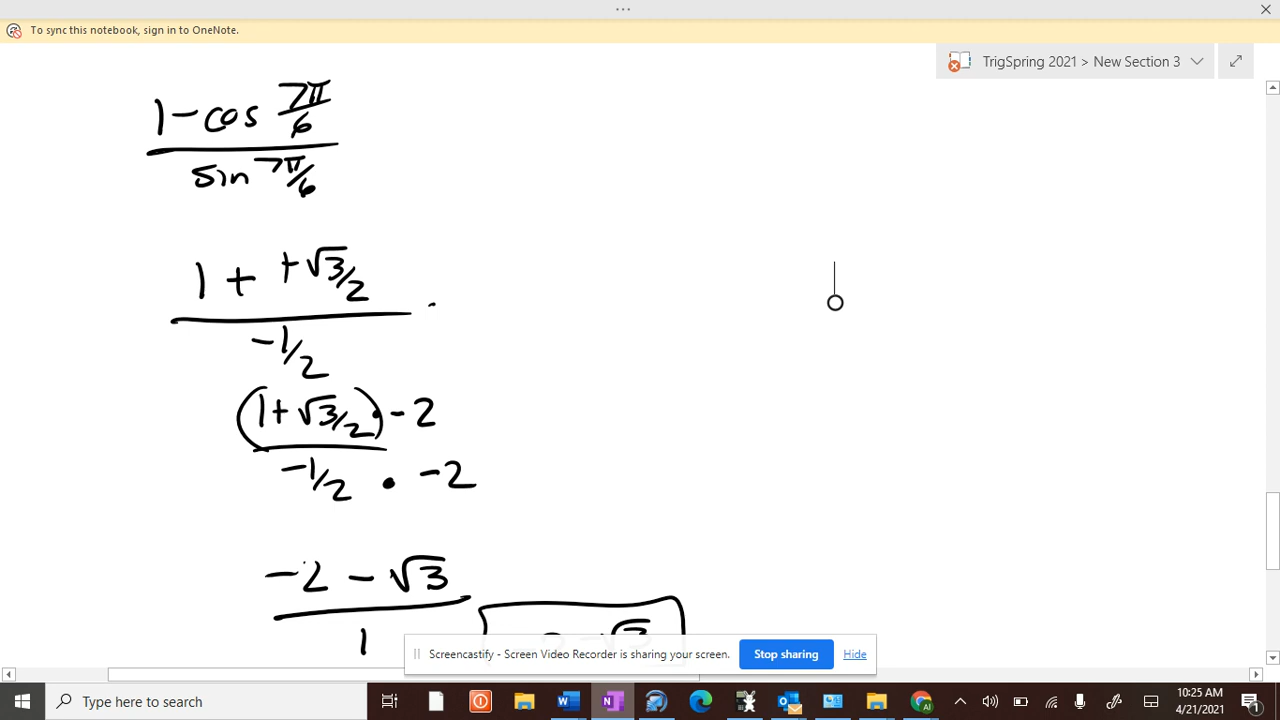 ...
To sync this notebook, sign in to OneNote.
TrigSpring 2021 > New Section 3
1 - cos 7π/6
sin 7π/6
1 + +√3/2
-1/2
(1+ √3/2) • -2
-1/2 • -2
-2 - √3
1
Screencastify - Screen Video Recorder is sharing your screen.
Stop sharing
Hide
Type here to search
10:25 AM
4/21/2021